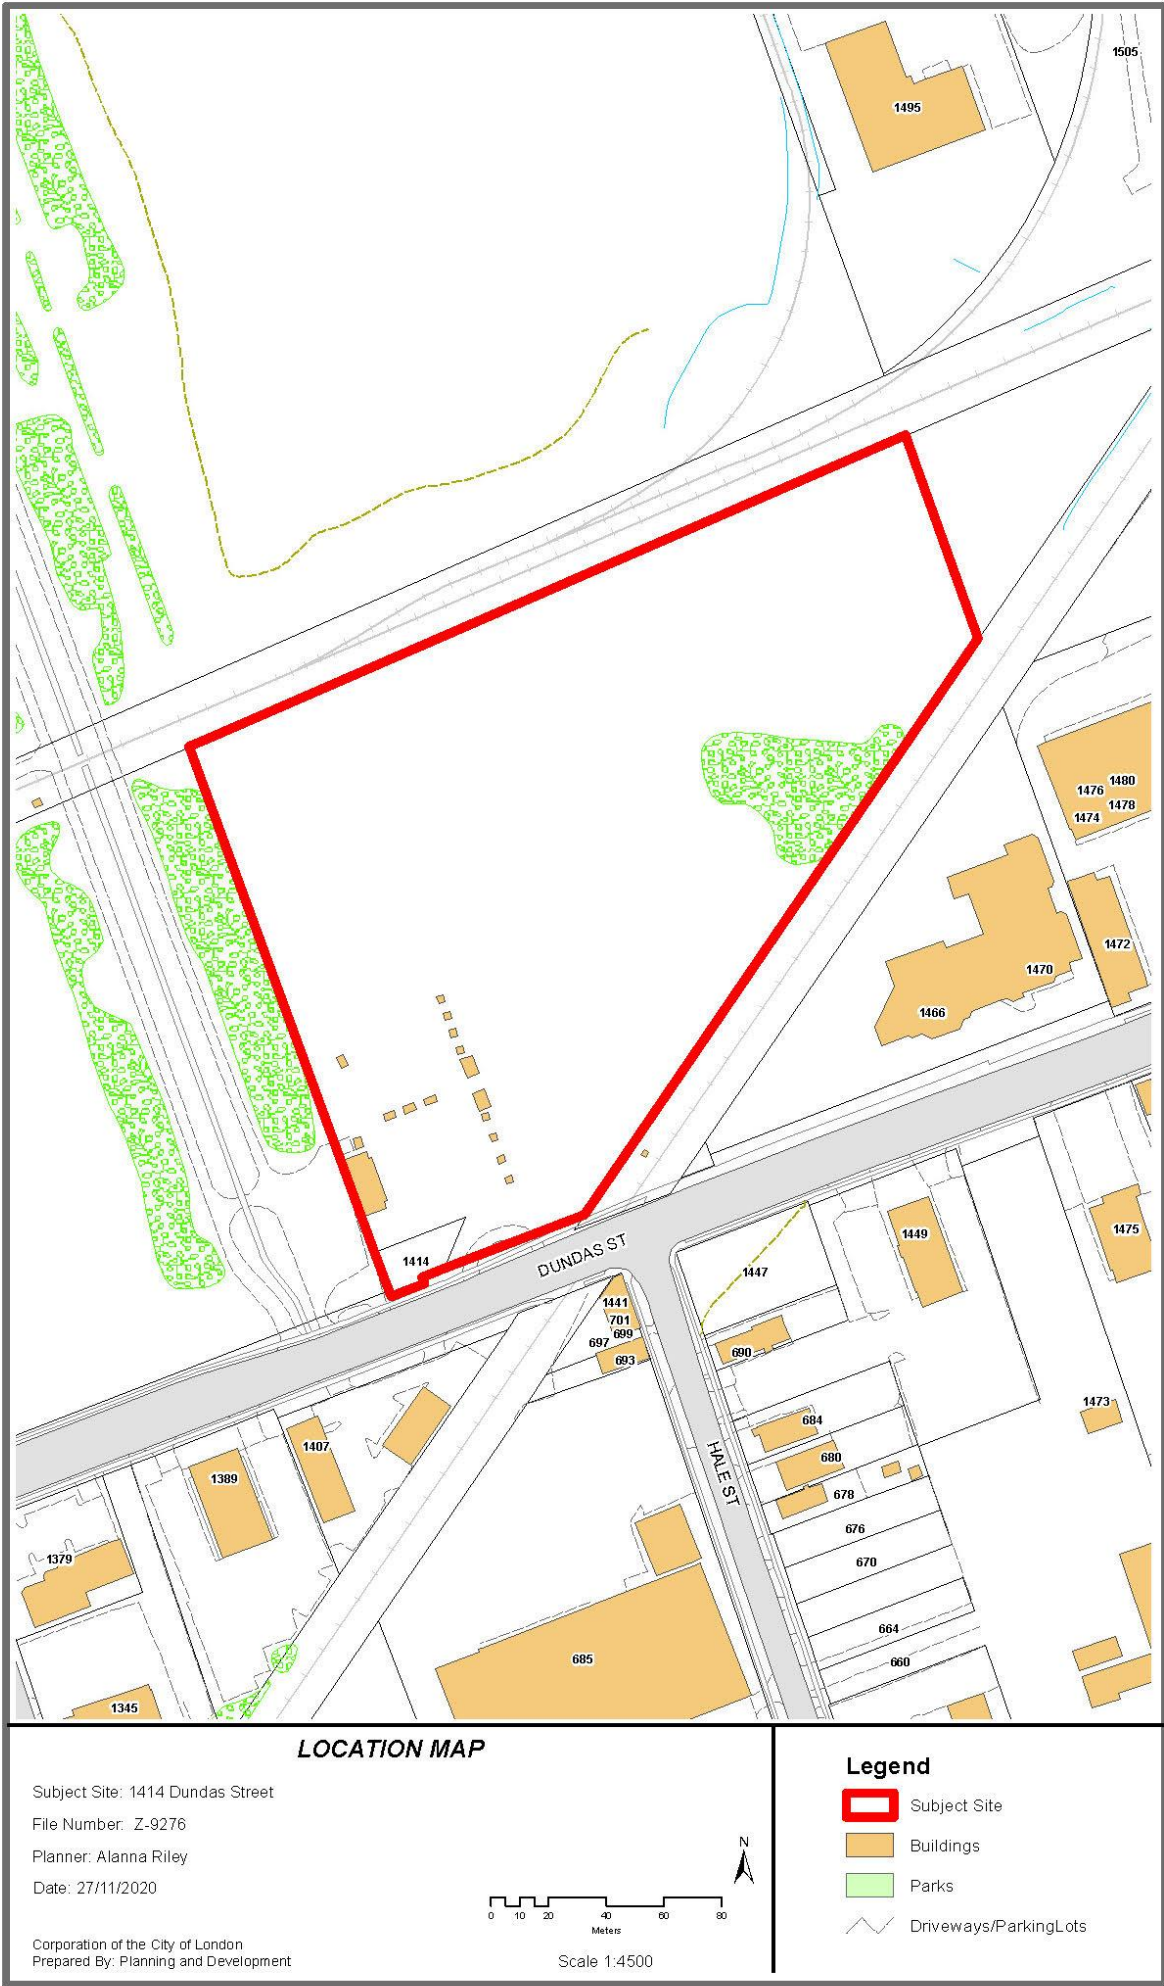 1505
1495
1480
1476
1478
1474
1472
1470
1466
1475
1449
1447
1414
DUNDAS ST
1441
701
699
697
693
690
684
680
678
676
670
664
660
1473
HALE ST
1407
1389
1379
1345
685
LOCATION MAP
Subject Site: 1414 Dundas Street
File Number: Z-9276
Planner: Alanna Riley
Date: 27/11/2020
Corporation of the City of London
Prepared By: Planning and Development
N
0 10 20 40 60 80
Meters
Scale 1:4500
Legend
Subject Site
Buildings
Parks
Driveways/ParkingLots